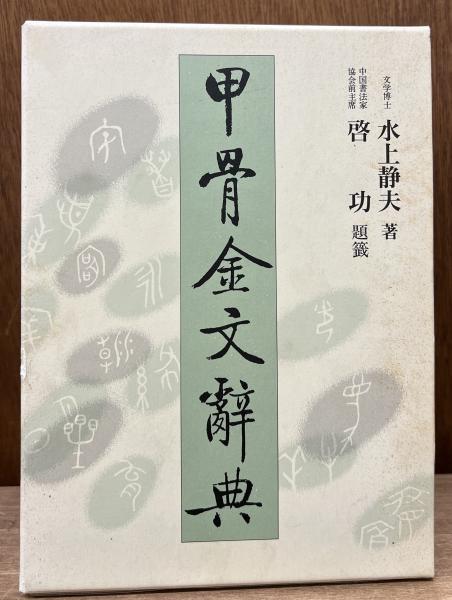 文学博士
水上静夫 著
中国書法家
協会前主席
啓功 題籤
甲骨金文辭典